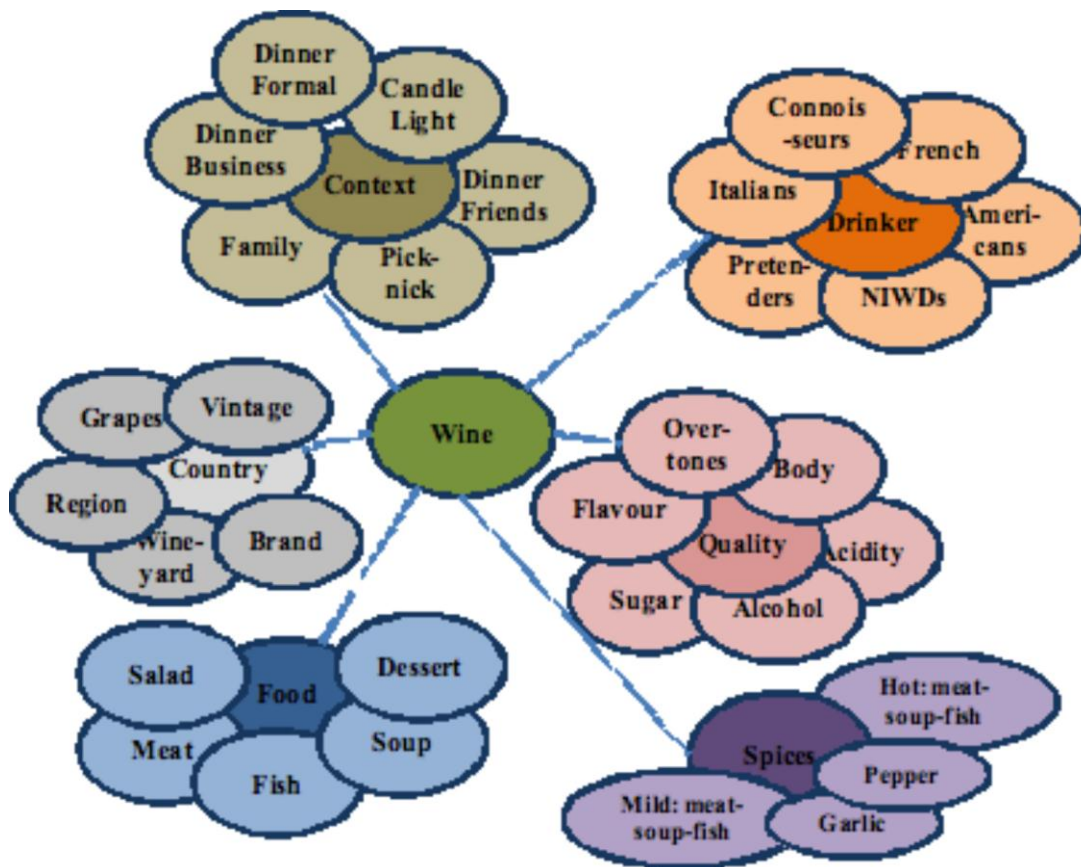 Dinner
Formal
Candle
Light
Dinner
Business
Context
Dinner
Friends
Family
Pick-
nick
Connois
-seurs
French
Italians
Drinker
Ameri-
cans
Preten-
ders
NIWDs
Wine
Grapes
Vintage
Country
Region
Wine-
yard
Brand
Over-
tones
Body
Flavour
Quality
Acidity
Sugar
Alcohol
Salad
Food
Dessert
Meat
Fish
Soup
Spices
Hot: meat-
soup-fish
Pepper
Mild: meat-
soup-fish
Garlic